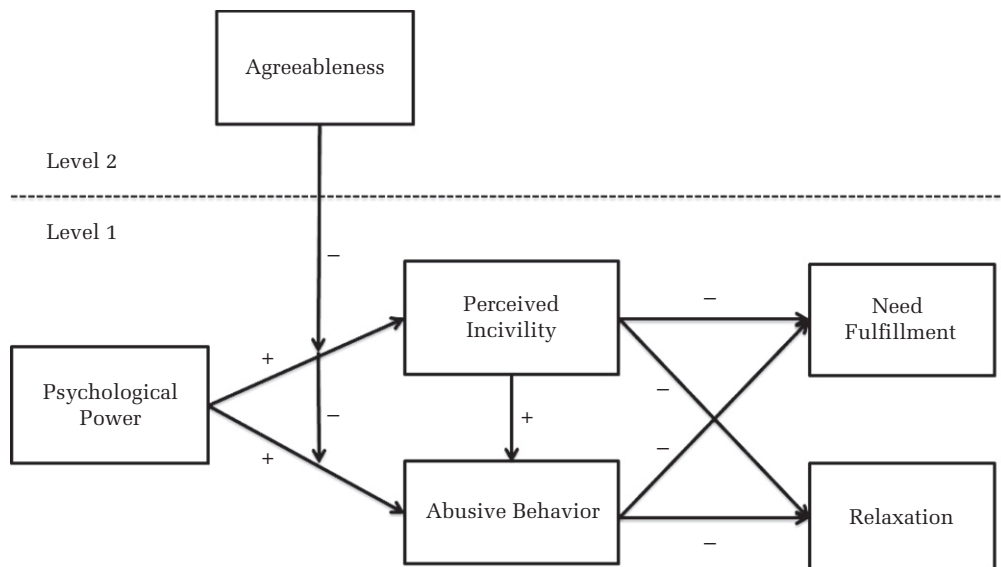 Agreeableness
Level 2
Level 1
−
Perceived
Incivility
−
Need
Fulfillment
+
Psychological
Power
−
−
+
+
−
Abusive Behavior
Relaxation
−